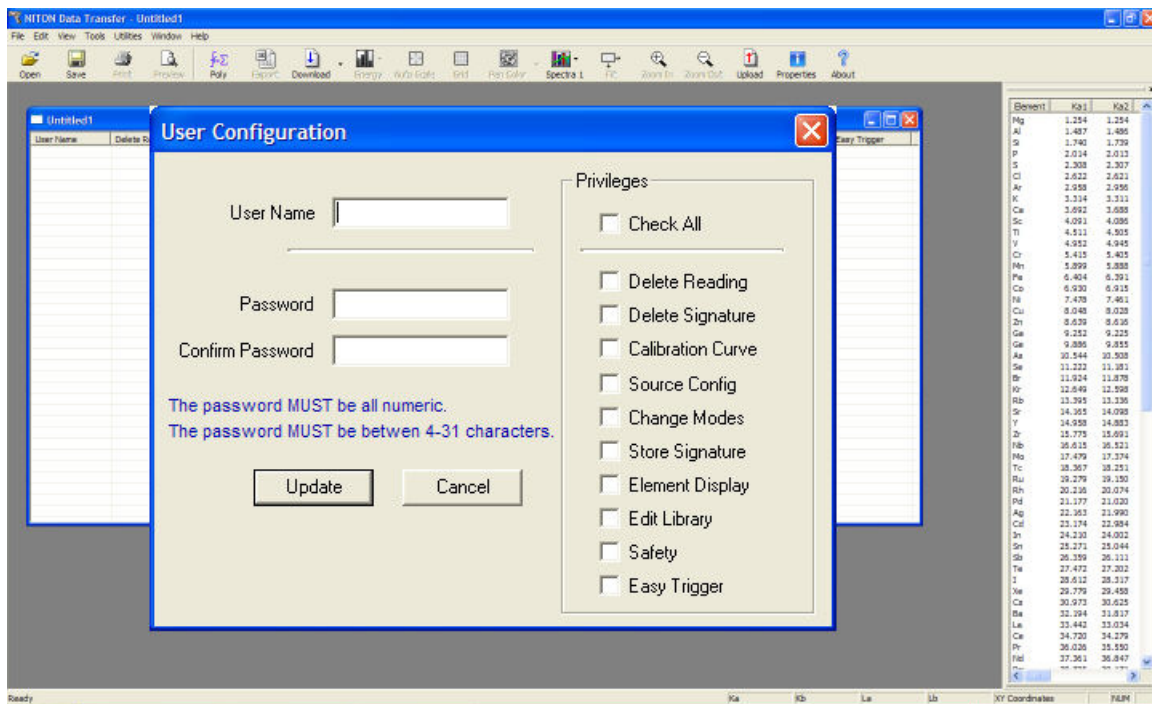 NITON Data Transfer - Untitled1
File Edit View Tools Utilities Window Help
Open Save Print Preview Poly Export Download Energy Auto Scale Grid Pen Color Spectra 1 Fit Zoom In Zoom Out Upload Properties About
Untitled1
User Name Delete R Easy Trigger
User Configuration
User Name
Password
Confirm Password
The password MUST be all numeric.
The password MUST be betwen 4-31 characters.
Update Cancel
Privileges
Check All
Delete Reading
Delete Signature
Calibration Curve
Source Config
Change Modes
Store Signature
Element Display
Edit Library
Safety
Easy Trigger
Element Ka1 Ka2
Mg 1.254 1.254
Al 1.487 1.486
Si 1.740 1.739
P 2.014 2.013
S 2.308 2.307
Cl 2.622 2.621
Ar 2.958 2.956
K 3.314 3.311
Ca 3.692 3.688
Sc 4.091 4.086
Ti 4.511 4.505
V 4.952 4.945
Cr 5.415 5.405
Mn 5.899 5.888
Fe 6.404 6.391
Co 6.930 6.915
Ni 7.478 7.461
Cu 8.048 8.028
Zn 8.639 8.616
Ga 9.252 9.225
Ge 9.886 9.855
As 10.544 10.508
Se 11.222 11.181
Br 11.924 11.878
Kr 12.649 12.598
Rb 13.395 13.336
Sr 14.165 14.098
Y 14.958 14.883
Zr 15.775 15.691
Nb 16.615 16.521
Mo 17.479 17.374
Tc 18.367 18.251
Ru 19.279 19.150
Rh 20.216 20.074
Pd 21.177 21.020
Ag 22.163 21.990
Cd 23.174 22.984
In 24.210 24.002
Sn 25.271 25.044
Sb 26.359 26.111
Te 27.472 27.202
I 28.612 28.317
Xe 29.779 29.458
Cs 30.973 30.625
Ba 32.194 31.817
La 33.442 33.034
Ce 34.720 34.279
Pr 36.026 35.550
Nd 37.361 36.847
Ready Ka Kb La Lb XY Coordinates NUM